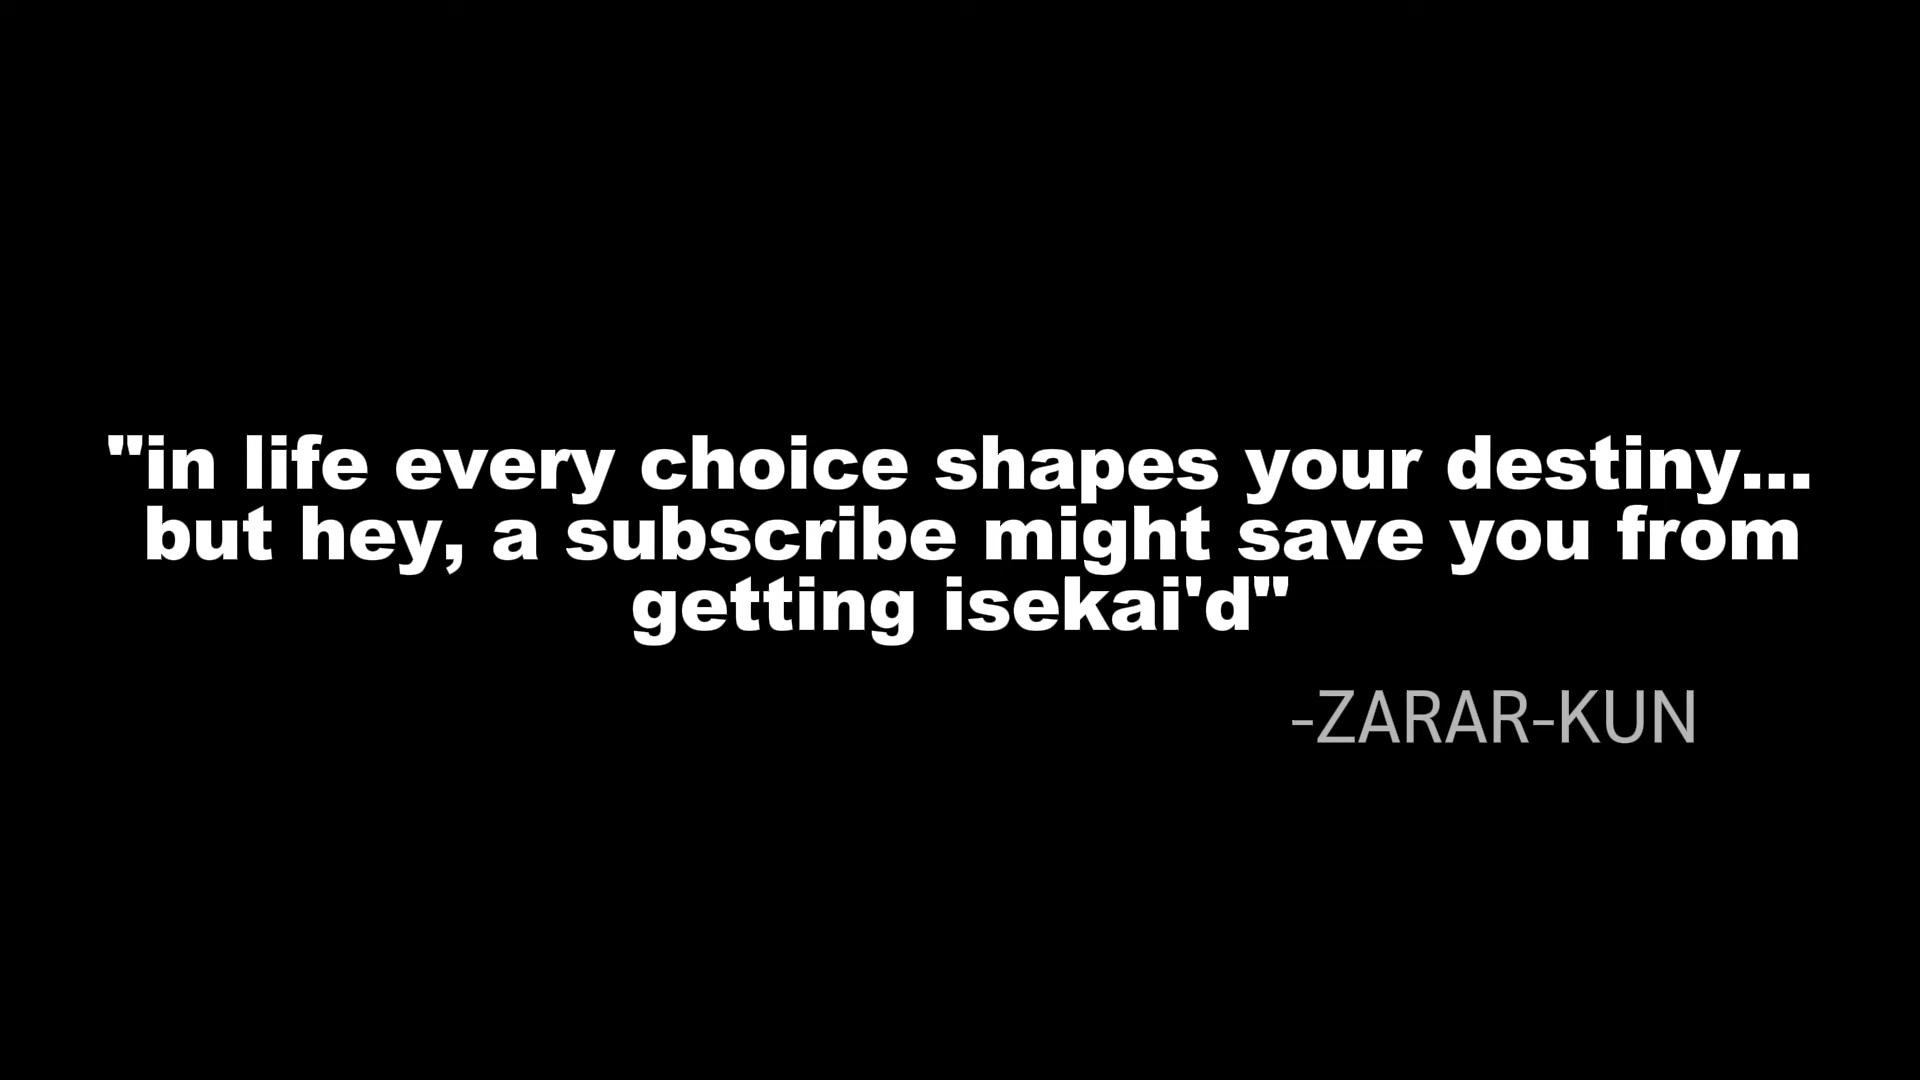 "in life every choice shapes your destiny...
but hey, a subscribe might save you from
getting isekai'd"
-ZARAR-KUN